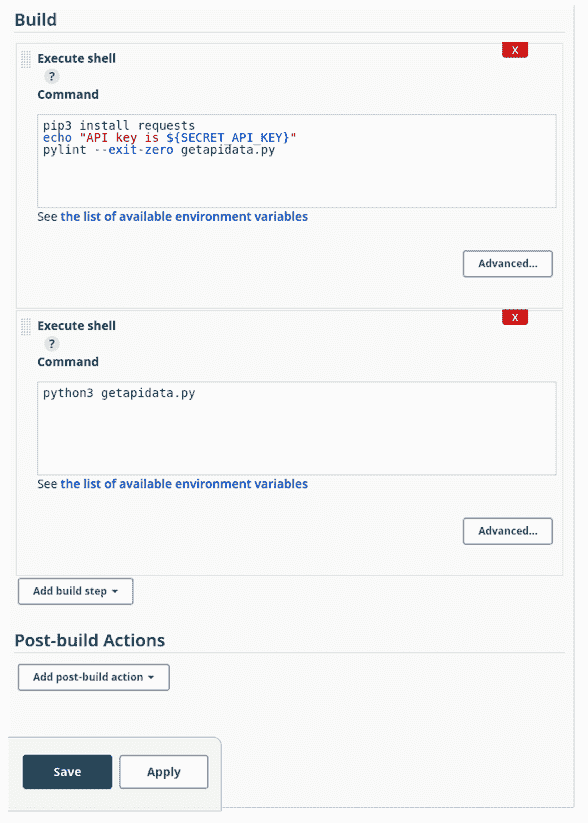 Build
X
Execute shell
?
Command
pip3 install requests
echo "API key is ${SECRET_API_KEY}"
pylint --exit-zero getapidata.py
See the list of available environment variables
Advanced...
X
Execute shell
?
Command
python3 getapidata.py
See the list of available environment variables
Advanced...
Add build step
Post-build Actions
Add post-build action
Save
Apply